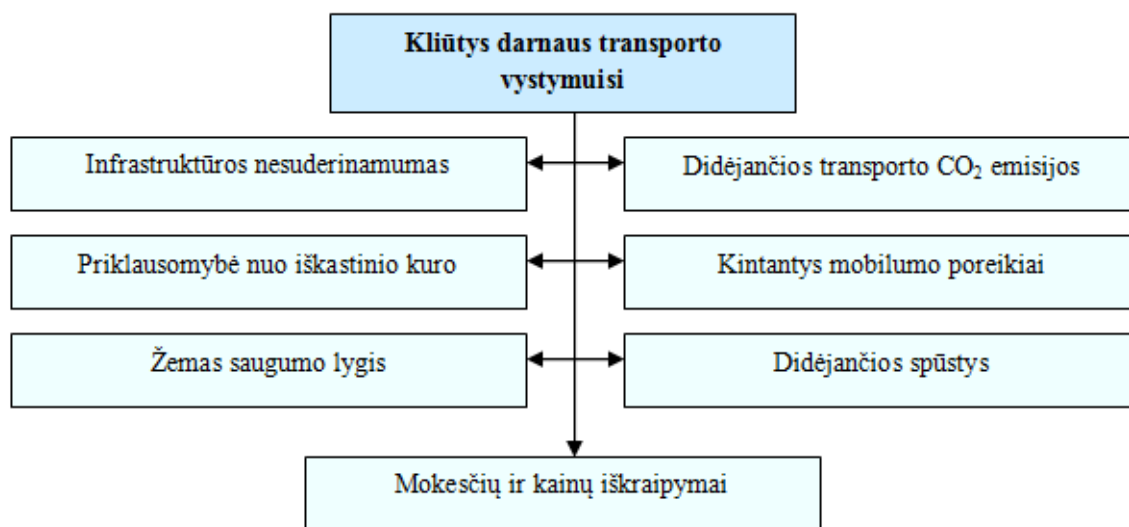 Kliūtys darnaus transporto
vystymuisi
Infrastruktūros nesuderinamumas
Didėjančios transporto CO₂ emisijos
Priklausomybė nuo iškastinio kuro
Kintantys mobilumo poreikiai
Žemas saugumo lygis
Didėjančios spūstys
Mokesčių ir kainų iškraipymai